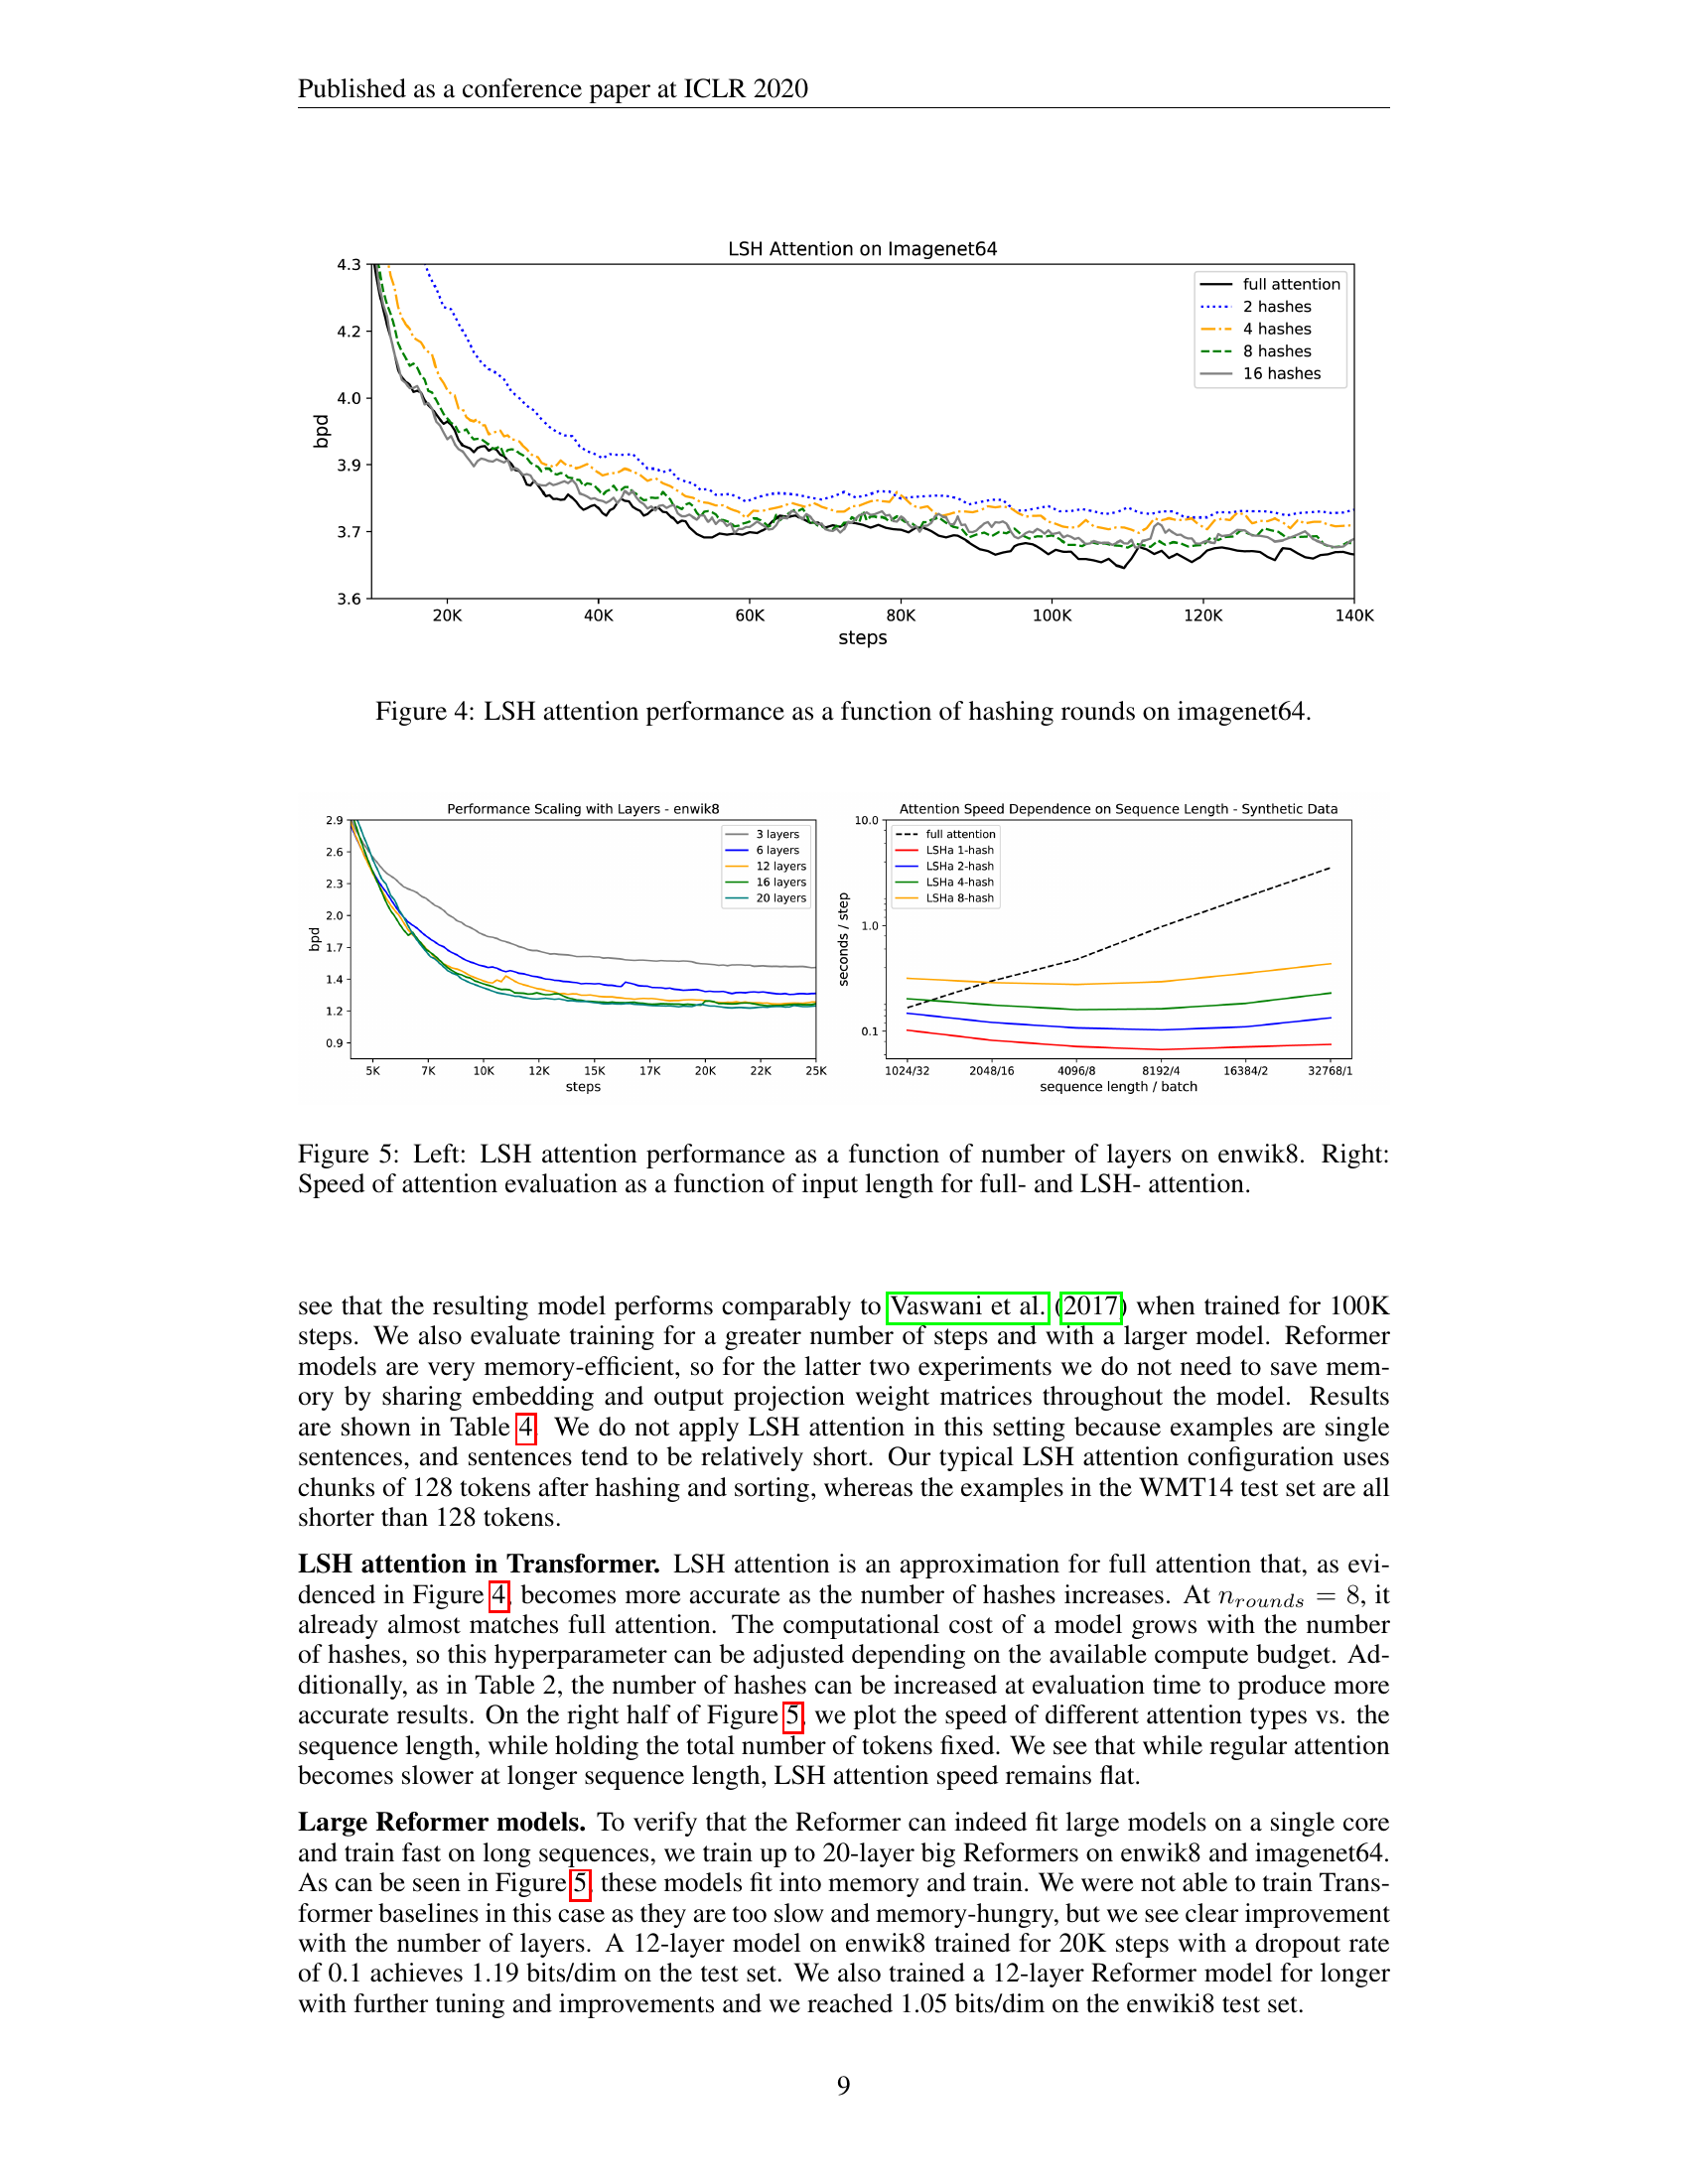 Published as a conference paper at ICLR 2020
LSH Attention on Imagenet64
4.3
4.2
4.0
3.9
3.7
3.6
bpd
full attention
2 hashes
4 hashes
8 hashes
16 hashes
20K 40K 60K 80K 100K 120K 140K
steps
Figure 4: LSH attention performance as a function of hashing rounds on imagenet64.
Performance Scaling with Layers - enwik8
2.9
2.6
2.3
2.0
1.7
1.4
1.2
0.9
bpd
3 layers
6 layers
12 layers
16 layers
20 layers
5K 7K 10K 12K 15K 17K 20K 22K 25K
steps
Attention Speed Dependence on Sequence Length - Synthetic Data
10.0
1.0
0.1
seconds / step
full attention
LSHa 1-hash
LSHa 2-hash
LSHa 4-hash
LSHa 8-hash
1024/32 2048/16 4096/8 8192/4 16384/2 32768/1
sequence length / batch
Figure 5: Left: LSH attention performance as a function of number of layers on enwik8. Right:
Speed of attention evaluation as a function of input length for full- and LSH- attention.
see that the resulting model performs comparably to Vaswani et al. (2017) when trained for 100K
steps. We also evaluate training for a greater number of steps and with a larger model. Reformer
models are very memory-efficient, so for the latter two experiments we do not need to save mem-
ory by sharing embedding and output projection weight matrices throughout the model. Results
are shown in Table 4. We do not apply LSH attention in this setting because examples are single
sentences, and sentences tend to be relatively short. Our typical LSH attention configuration uses
chunks of 128 tokens after hashing and sorting, whereas the examples in the WMT14 test set are all
shorter than 128 tokens.
LSH attention in Transformer. LSH attention is an approximation for full attention that, as evi-
denced in Figure 4, becomes more accurate as the number of hashes increases. At n_rounds = 8, it
already almost matches full attention. The computational cost of a model grows with the number
of hashes, so this hyperparameter can be adjusted depending on the available compute budget. Ad-
ditionally, as in Table 2, the number of hashes can be increased at evaluation time to produce more
accurate results. On the right half of Figure 5, we plot the speed of different attention types vs. the
sequence length, while holding the total number of tokens fixed. We see that while regular attention
becomes slower at longer sequence length, LSH attention speed remains flat.
Large Reformer models. To verify that the Reformer can indeed fit large models on a single core
and train fast on long sequences, we train up to 20-layer big Reformers on enwik8 and imagenet64.
As can be seen in Figure 5, these models fit into memory and train. We were not able to train Trans-
former baselines in this case as they are too slow and memory-hungry, but we see clear improvement
with the number of layers. A 12-layer model on enwik8 trained for 20K steps with a dropout rate
of 0.1 achieves 1.19 bits/dim on the test set. We also trained a 12-layer Reformer model for longer
with further tuning and improvements and we reached 1.05 bits/dim on the enwiki8 test set.
9